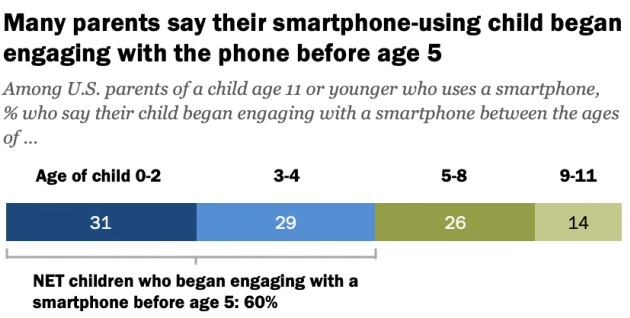 Many parents say their smartphone-using child began
engaging with the phone before age 5
Among U.S. parents of a child age 11 or younger who uses a smartphone,
% who say their child began engaging with a smartphone between the ages
of ...
Age of child 0-2 3-4 5-8 9-11
31 29 26 14
NET children who began engaging with a
smartphone before age 5: 60%